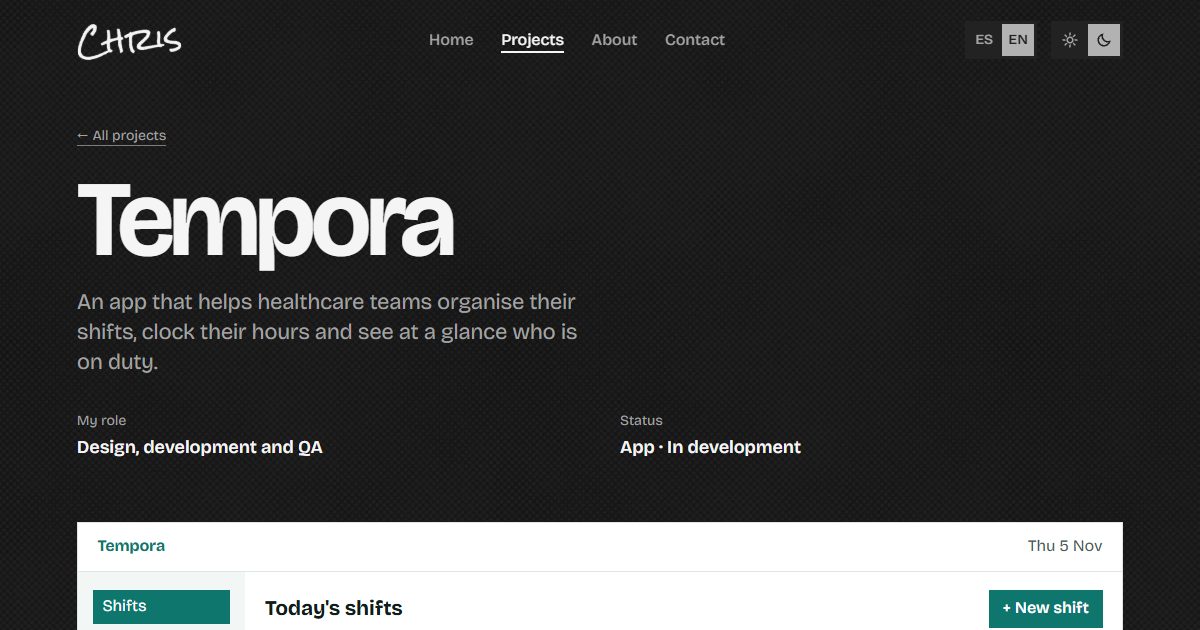 CHRIS
Home Projects About Contact ES EN
← All projects
Tempora
An app that helps healthcare teams organise their
shifts, clock their hours and see at a glance who is
on duty.
My role
Design, development and QA
Status
App · In development
Tempora
Thu 5 Nov
Shifts
Today's shifts
+ New shift